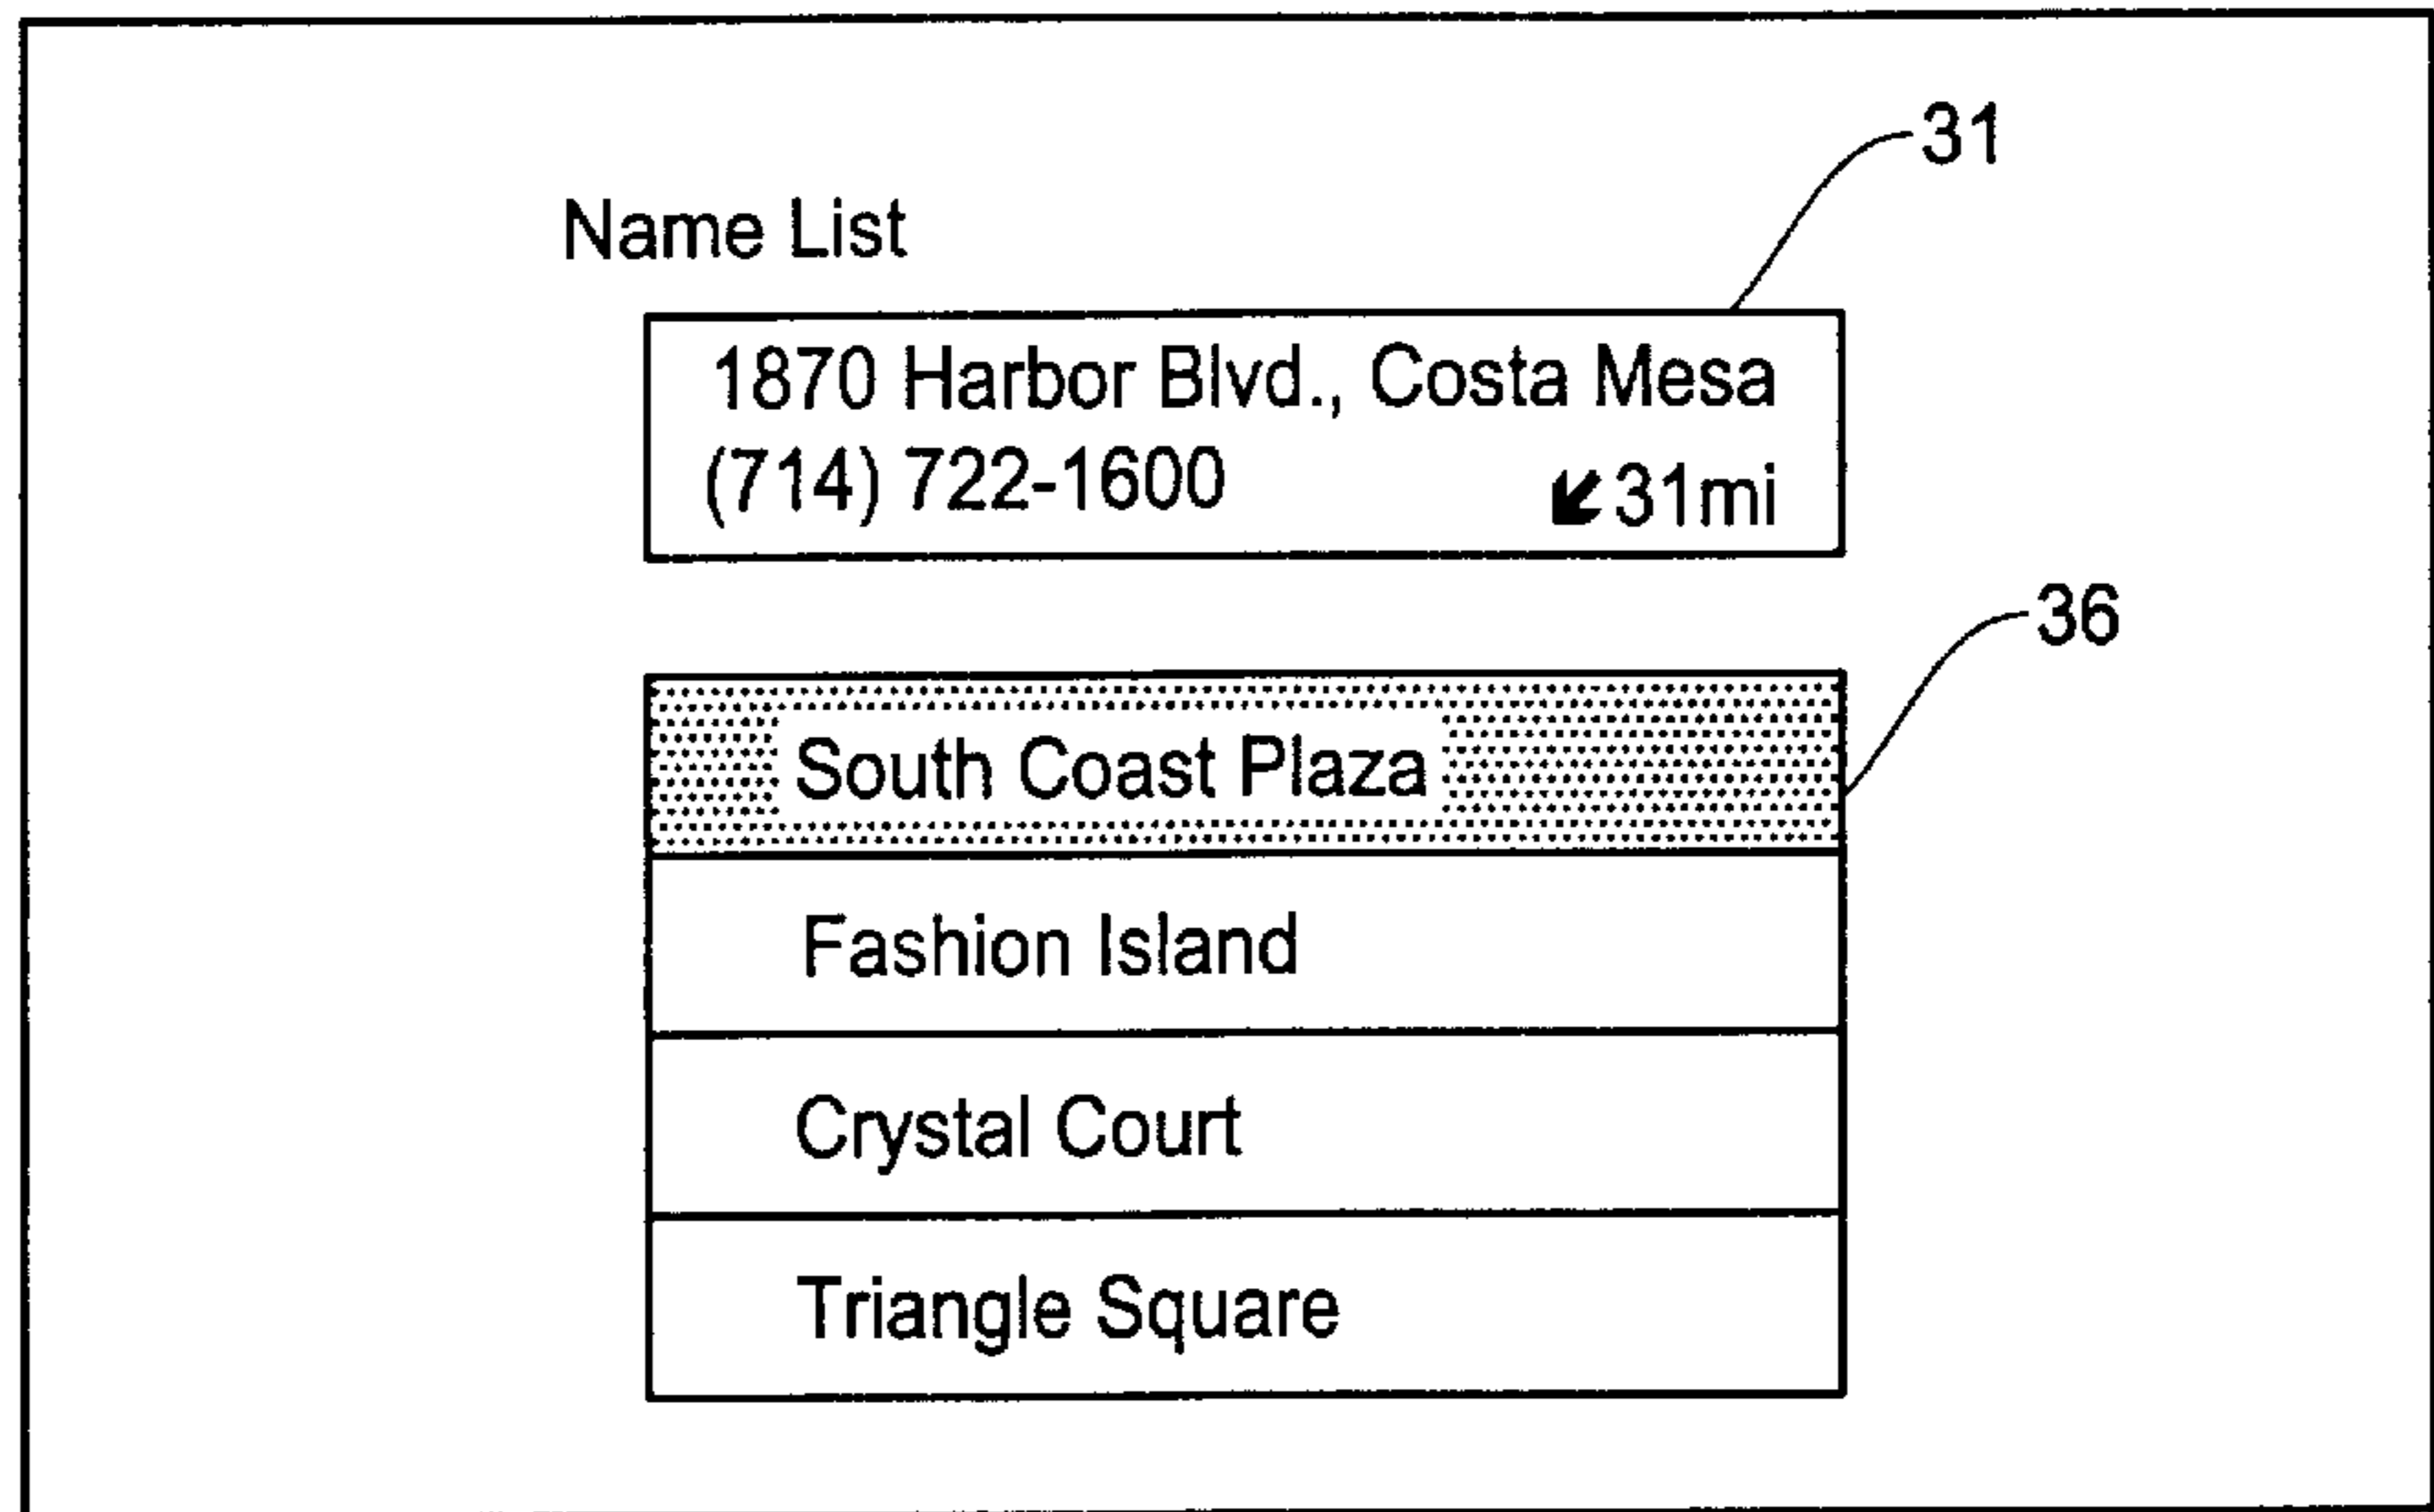 31
Name List
1870 Harbor Blvd., Costa Mesa
(714) 722-1600 31mi
36
South Coast Plaza
Fashion Island
Crystal Court
Triangle Square